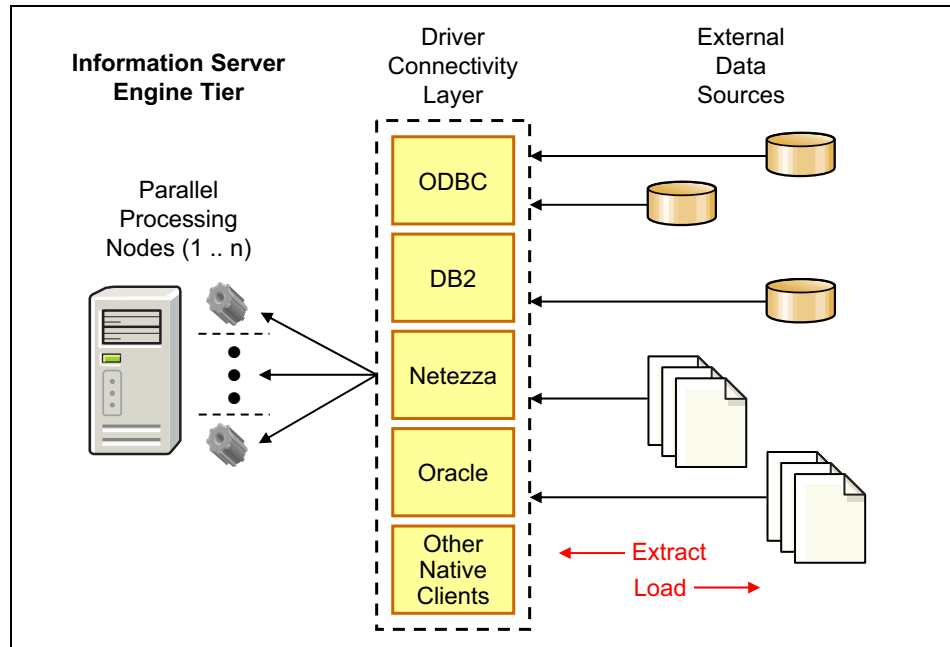 Information Server
Engine Tier
Driver
Connectivity
Layer
External
Data
Sources
Parallel
Processing
Nodes (1 .. n)
ODBC
DB2
Netezza
Oracle
Other
Native
Clients
Extract
Load